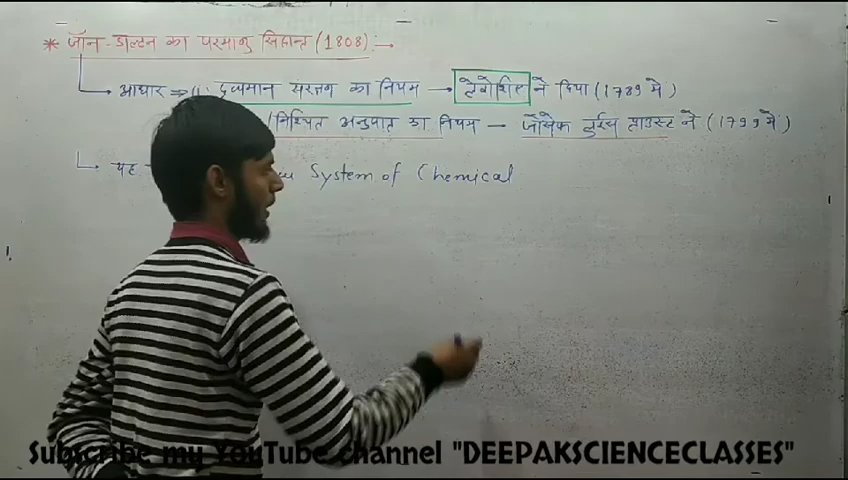 * जॉन-डाल्टन का परमाणु सिद्धान्त (1808) :—
आधार ⇒ द्रव्यमान संरक्षण का नियम → लेवोशिए ने दिया (1789 में)
निश्चित अनुपात का नियम — जोसेफ लुईस प्राउस्ट ने (1799 में)
यह System of Chemical
Subscribe my YouTube channel "DEEPAKSCIENCECLASSES"